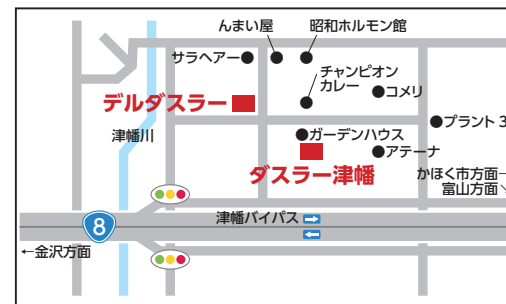 んまい屋
昭和ホルモン館
サラヘアー
チャンピオン
カレー
コメリ
デルダスラー
プラント3
津幡川
ガーデンハウス
アテーナ
ダスラー津幡
かほく市方面
富山方面
津幡バイパス
8
←金沢方面